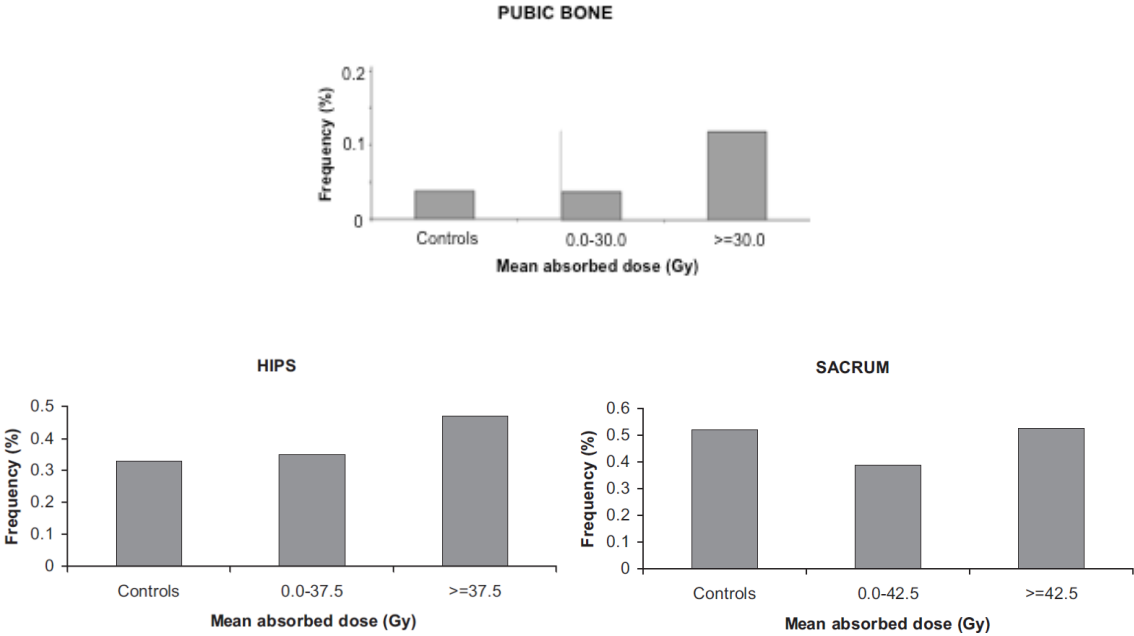 PUBIC BONE
Frequency (%)
0.2
0.1
0
Controls 0.0-30.0 >=30.0
Mean absorbed dose (Gy)
HIPS
Frequency (%)
0.5
0.4
0.3
0.2
0.1
0
Controls 0.0-37.5 >=37.5
Mean absorbed dose (Gy)
SACRUM
Frequency (%)
0.6
0.5
0.4
0.3
0.2
0.1
0
Controls 0.0-42.5 >=42.5
Mean absorbed dose (Gy)